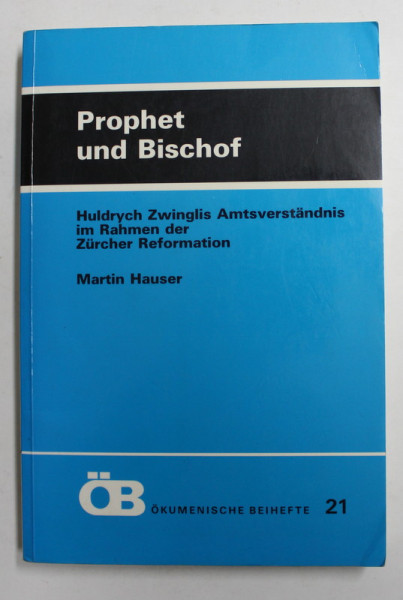 Prophet
und Bischof
Huldrych Zwinglis Amtsverständnis
im Rahmen der
Zürcher Reformation
Martin Hauser
ÖB ÖKUMENISCHE BEIHEFTE 21